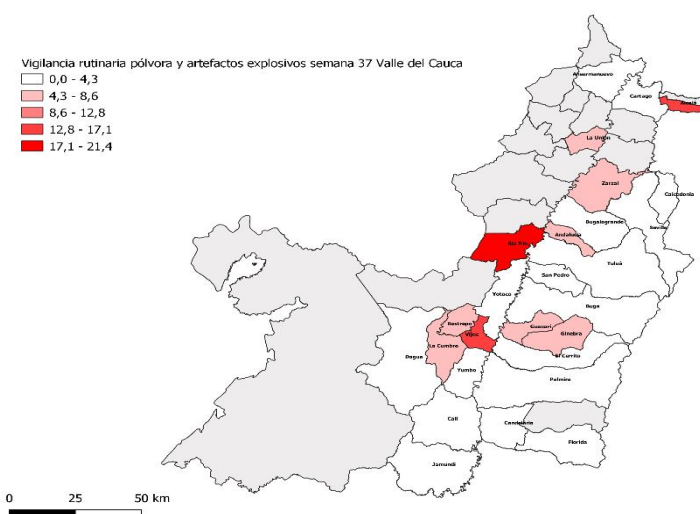 Vigilancia rutinaria pólvora y artefactos explosivos semana 37 Valle del Cauca
0,0 - 4,3
4,3 - 8,6
8,6 - 12,8
12,8 - 17,1
17,1 - 21,4
Ansermanuevo
Cartago
Alcalá
La Unión
Zarzal
Caicedonia
Bugalagrande
Sevilla
Andalucía
Tuluá
San Pedro
Yotoco
Buga
Restrepo
Vijes
Guacarí
Ginebra
La Cumbre
Dagua
El Cerrito
Yumbo
Palmira
Cali
Candelaria
Florida
Jamundí
0 25 50 km